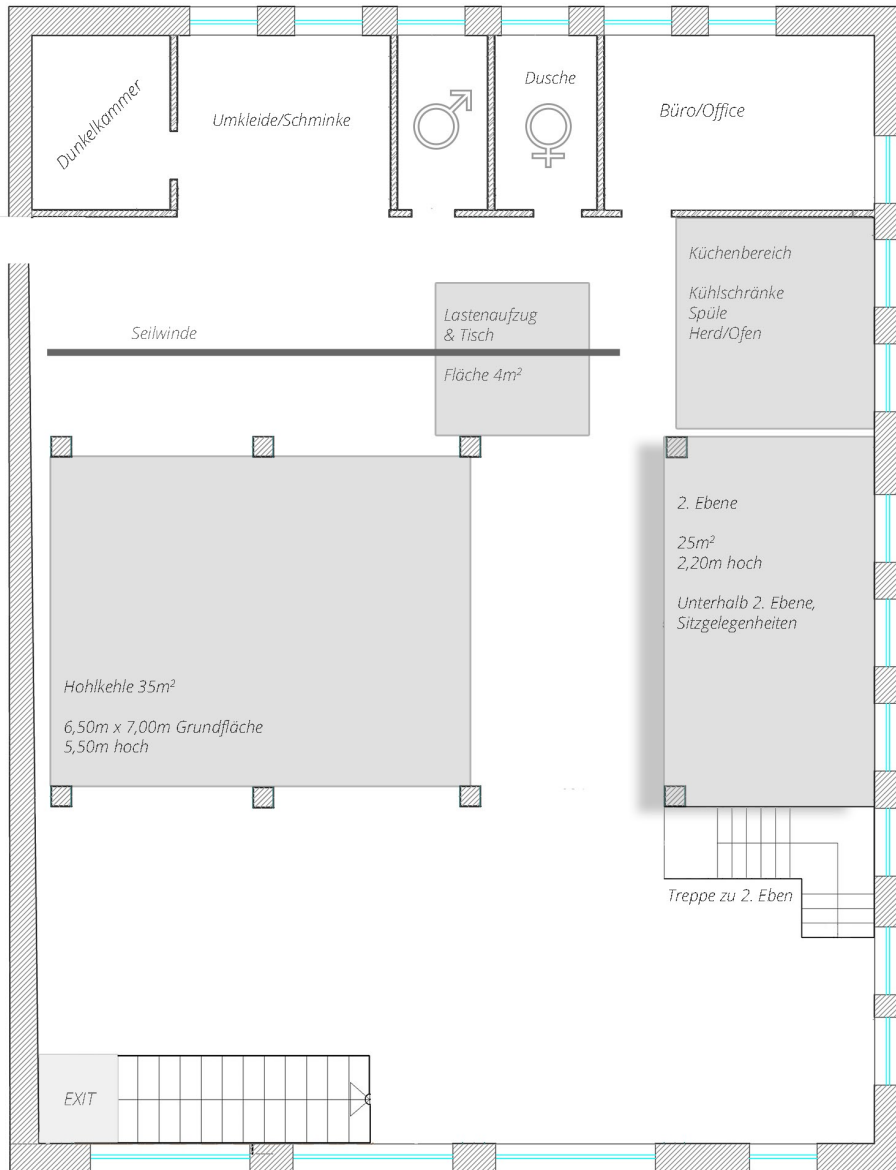 Dunkelkammer
Umkleide/Schminke
Dusche
Büro/Office
Küchenbereich
Kühlschränke
Spüle
Herd/Ofen
Lastenaufzug
& Tisch
Fläche 4m²
Seilwinde
2. Ebene
25m²
2,20m hoch
Unterhalb 2. Ebene,
Sitzgelegenheiten
Hohlkehle 35m²
6,50m x 7,00m Grundfläche
5,50m hoch
Treppe zu 2. Eben
EXIT